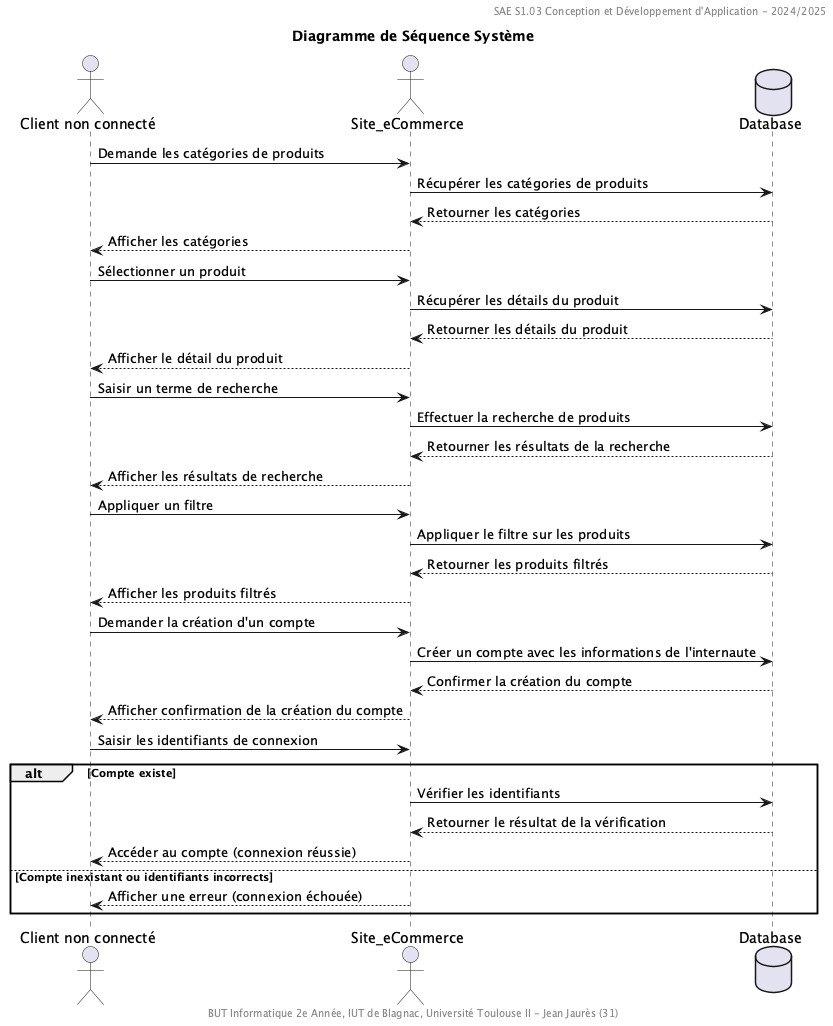 SAE S1.03 Conception et Développement d'Application – 2024/2025
Diagramme de Séquence Système
Client non connecté
Site_eCommerce
Database
Demande les catégories de produits
Récupérer les catégories de produits
Retourner les catégories
Afficher les catégories
Sélectionner un produit
Récupérer les détails du produit
Retourner les détails du produit
Afficher le détail du produit
Saisir un terme de recherche
Effectuer la recherche de produits
Retourner les résultats de la recherche
Afficher les résultats de recherche
Appliquer un filtre
Appliquer le filtre sur les produits
Retourner les produits filtrés
Afficher les produits filtrés
Demander la création d'un compte
Créer un compte avec les informations de l'internaute
Confirmer la création du compte
Afficher confirmation de la création du compte
Saisir les identifiants de connexion
alt [Compte existe]
Vérifier les identifiants
Retourner le résultat de la vérification
Accéder au compte (connexion réussie)
[Compte inexistant ou identifiants incorrects]
Afficher une erreur (connexion échouée)
Client non connecté
Site_eCommerce
Database
BUT Informatique 2e Année, IUT de Blagnac, Université Toulouse II – Jean Jaurès (31)